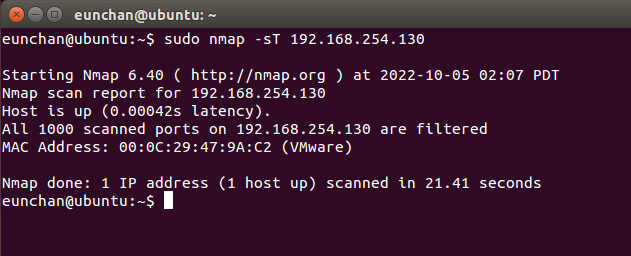 eunchan@ubuntu: ~
eunchan@ubuntu:~$ sudo nmap -sT 192.168.254.130
Starting Nmap 6.40 ( http://nmap.org ) at 2022-10-05 02:07 PDT
Nmap scan report for 192.168.254.130
Host is up (0.00042s latency).
All 1000 scanned ports on 192.168.254.130 are filtered
MAC Address: 00:0C:29:47:9A:C2 (VMware)
Nmap done: 1 IP address (1 host up) scanned in 21.41 seconds
eunchan@ubuntu:~$